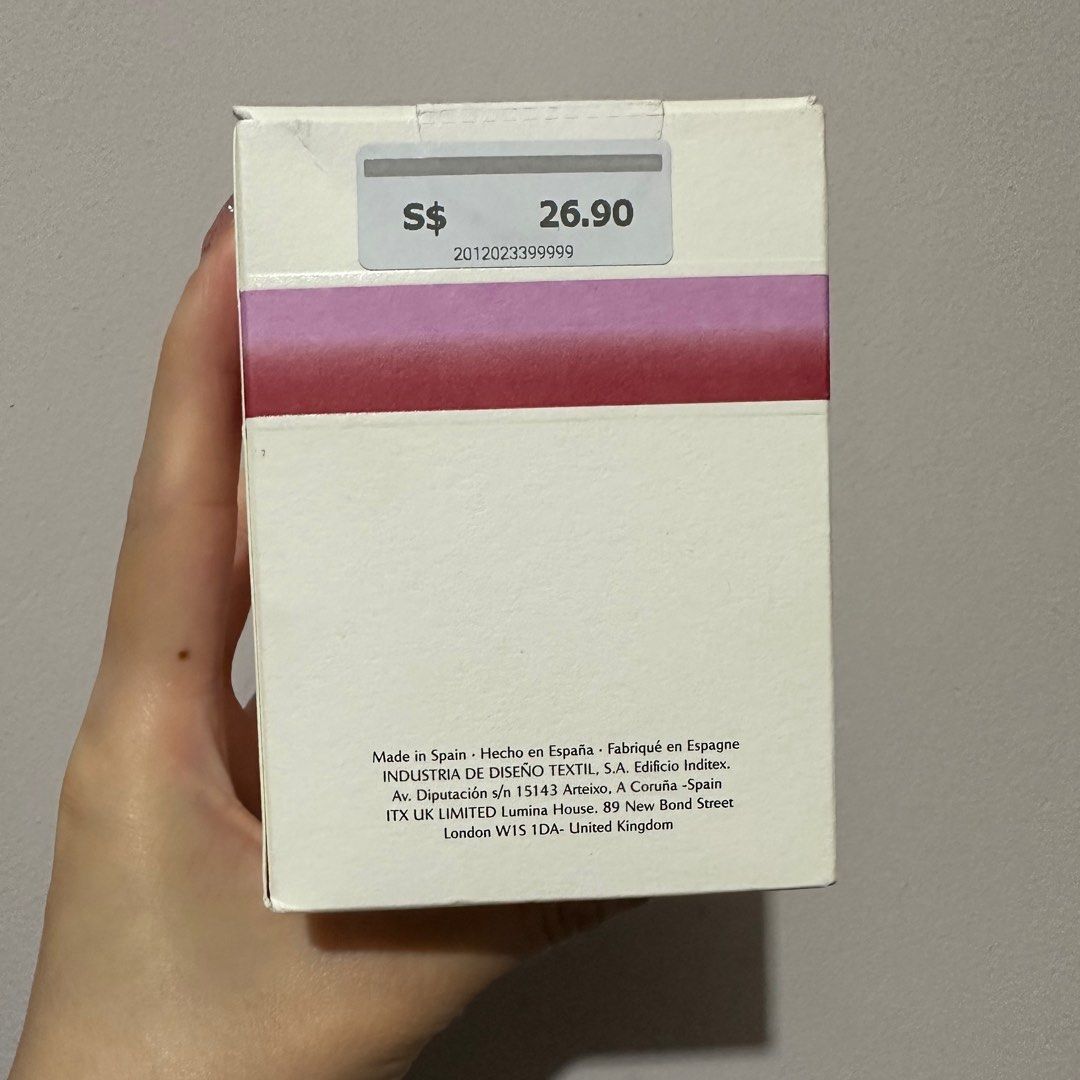 S$ 26.90
2012023399999
Made in Spain · Hecho en España · Fabriqué en Espagne
INDUSTRIA DE DISEÑO TEXTIL, S.A. Edificio Inditex.
Av. Diputación s/n 15143 Arteixo, A Coruña -Spain
ITX UK LIMITED Lumina House. 89 New Bond Street
London W1S 1DA- United Kingdom